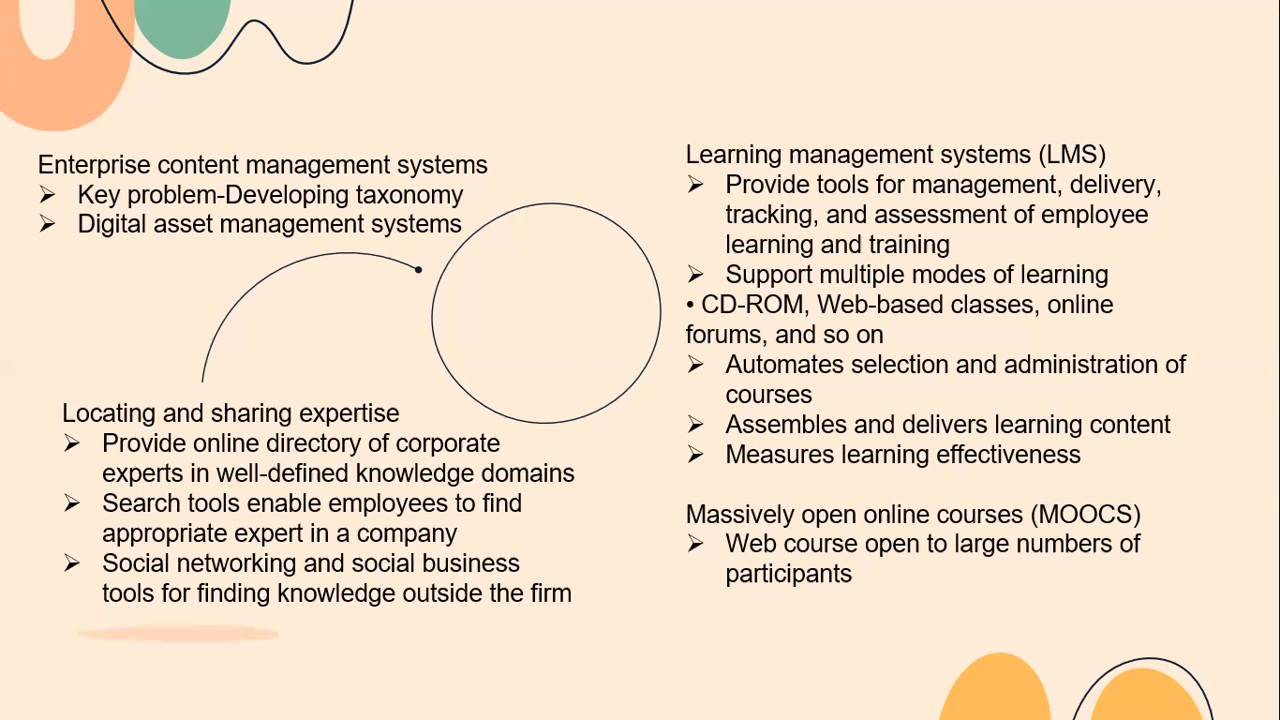 Enterprise content management systems
➢ Key problem-Developing taxonomy
➢ Digital asset management systems
Locating and sharing expertise
➢ Provide online directory of corporate
experts in well-defined knowledge domains
➢ Search tools enable employees to find
appropriate expert in a company
➢ Social networking and social business
tools for finding knowledge outside the firm
Learning management systems (LMS)
➢ Provide tools for management, delivery,
tracking, and assessment of employee
learning and training
➢ Support multiple modes of learning
• CD-ROM, Web-based classes, online
forums, and so on
➢ Automates selection and administration of
courses
➢ Assembles and delivers learning content
➢ Measures learning effectiveness
Massively open online courses (MOOCS)
➢ Web course open to large numbers of
participants